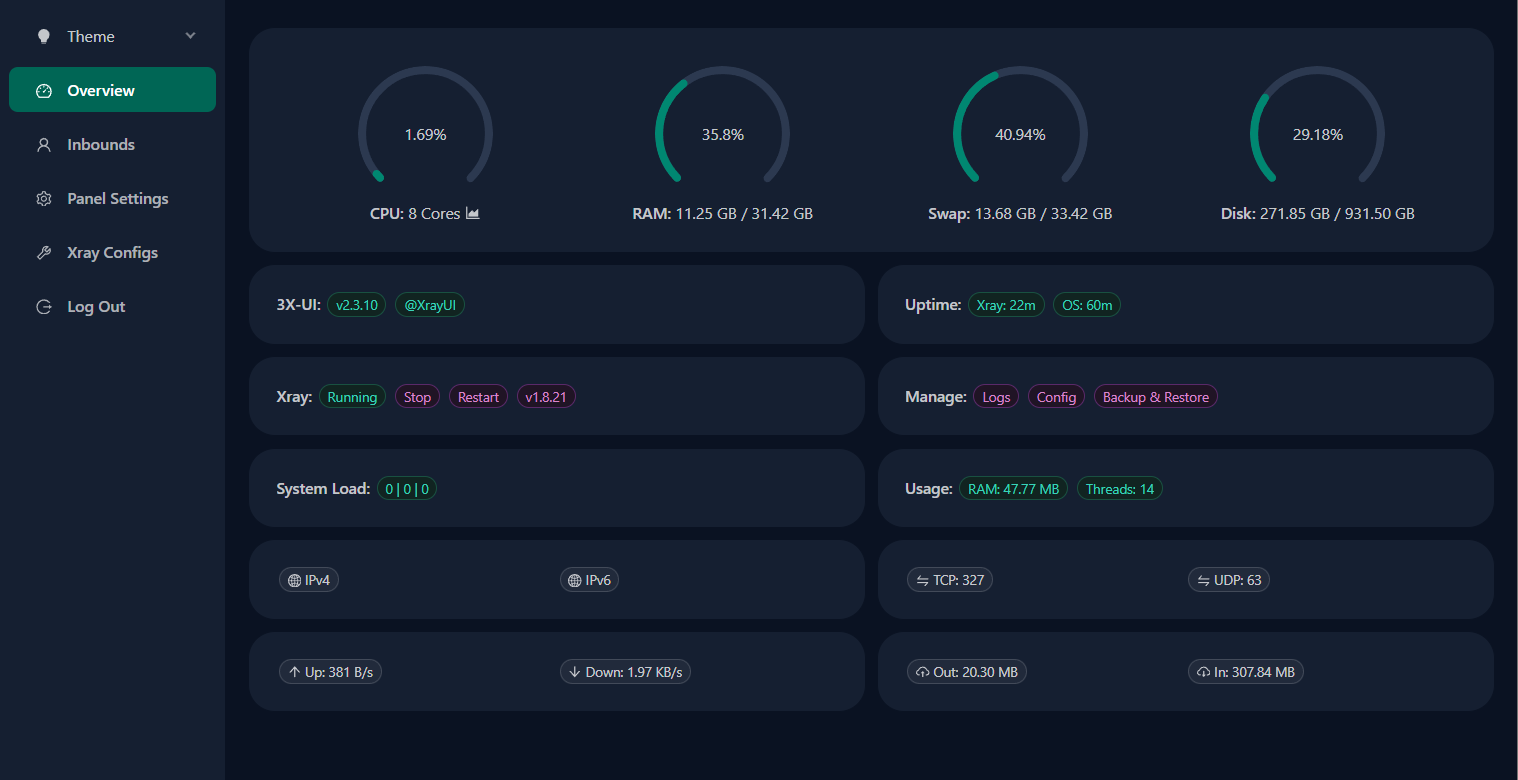 Theme
Overview
Inbounds
Panel Settings
Xray Configs
Log Out
1.69% 35.8% 40.94% 29.18%
CPU: 8 Cores RAM: 11.25 GB / 31.42 GB Swap: 13.68 GB / 33.42 GB Disk: 271.85 GB / 931.50 GB
3X-UI: v2.3.10 @XrayUI
Uptime: Xray: 22m OS: 60m
Xray: Running Stop Restart v1.8.21
Manage: Logs Config Backup & Restore
System Load: 0 | 0 | 0
Usage: RAM: 47.77 MB Threads: 14
IPv4 IPv6
TCP: 327 UDP: 63
Up: 381 B/s Down: 1.97 KB/s
Out: 20.30 MB In: 307.84 MB